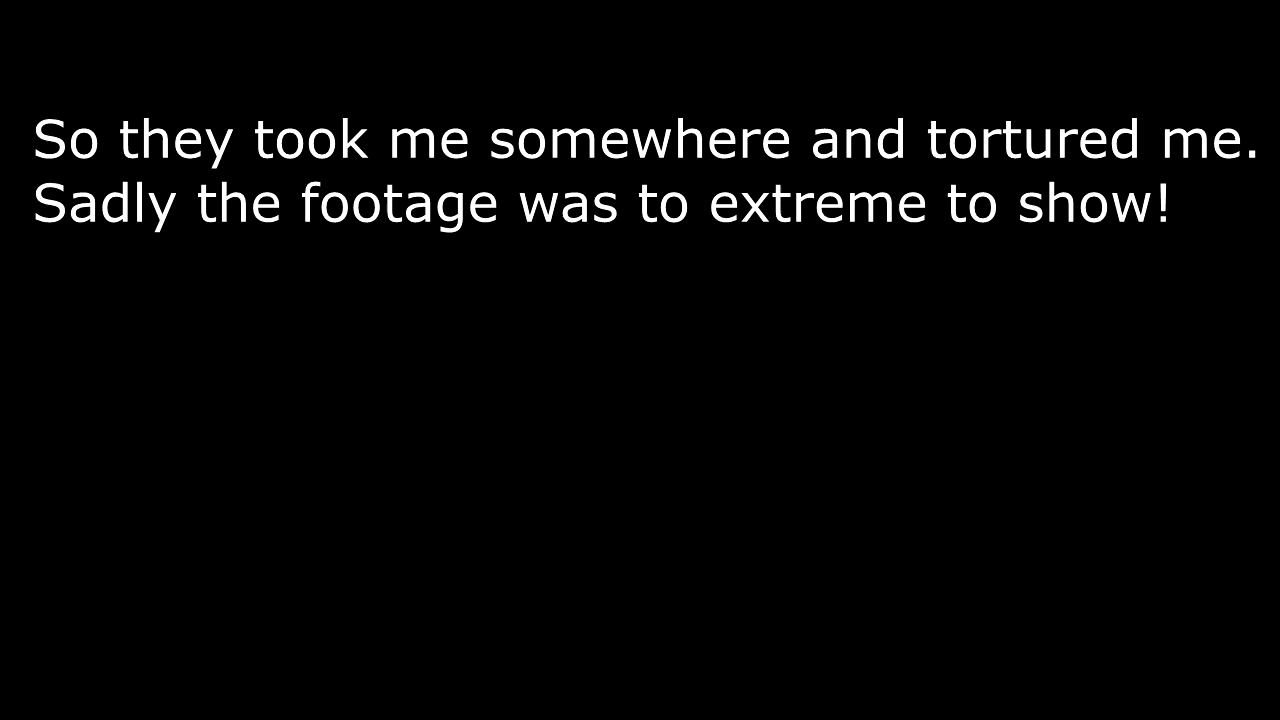 So they took me somewhere and tortured me.
Sadly the footage was to extreme to show!